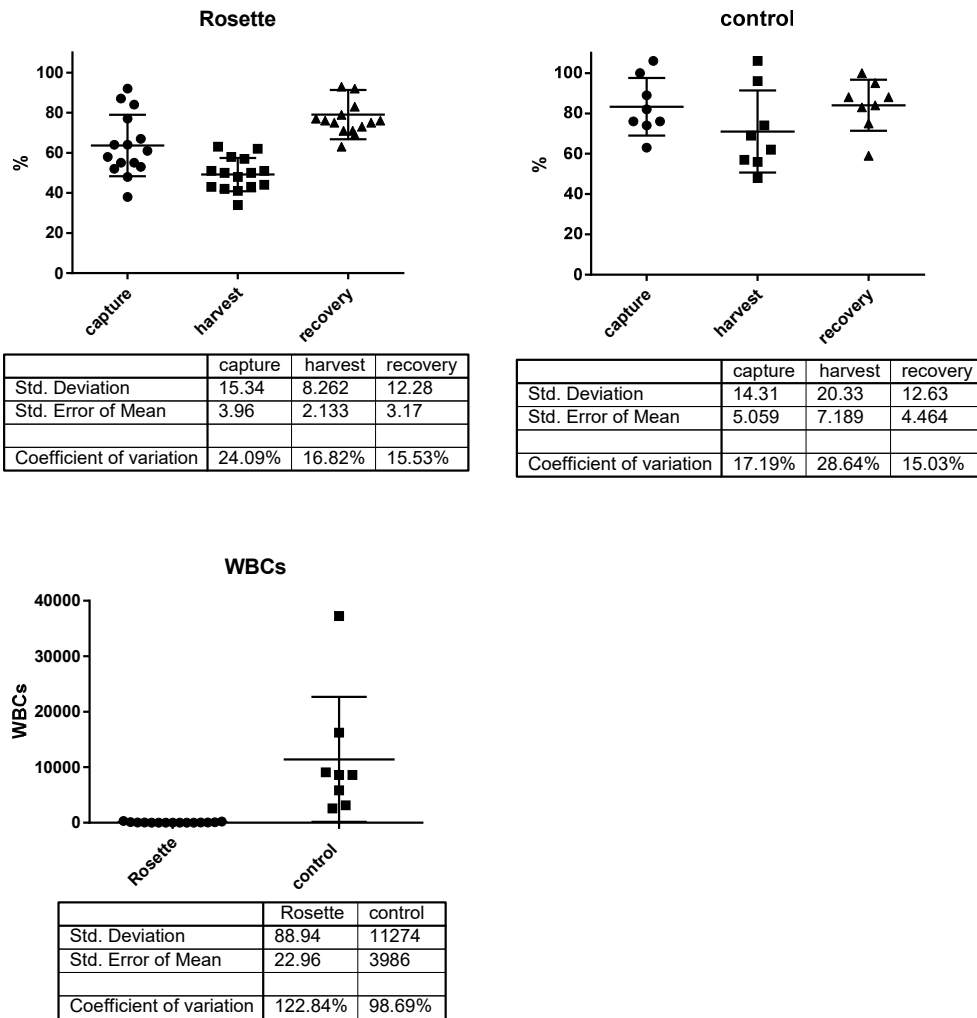 Rosette
100
80
60
40
20
0
%
capture
harvest
recovery
capture harvest recovery
Std. Deviation 15.34 8.262 12.28
Std. Error of Mean 3.96 2.133 3.17
Coefficient of variation 24.09% 16.82% 15.53%
control
100
80
60
40
20
0
%
capture
harvest
recovery
capture harvest recovery
Std. Deviation 14.31 20.33 12.63
Std. Error of Mean 5.059 7.189 4.464
Coefficient of variation 17.19% 28.64% 15.03%
WBCs
40000
30000
20000
10000
0
WBCs
Rosette
control
Rosette control
Std. Deviation 88.94 11274
Std. Error of Mean 22.96 3986
Coefficient of variation 122.84% 98.69%